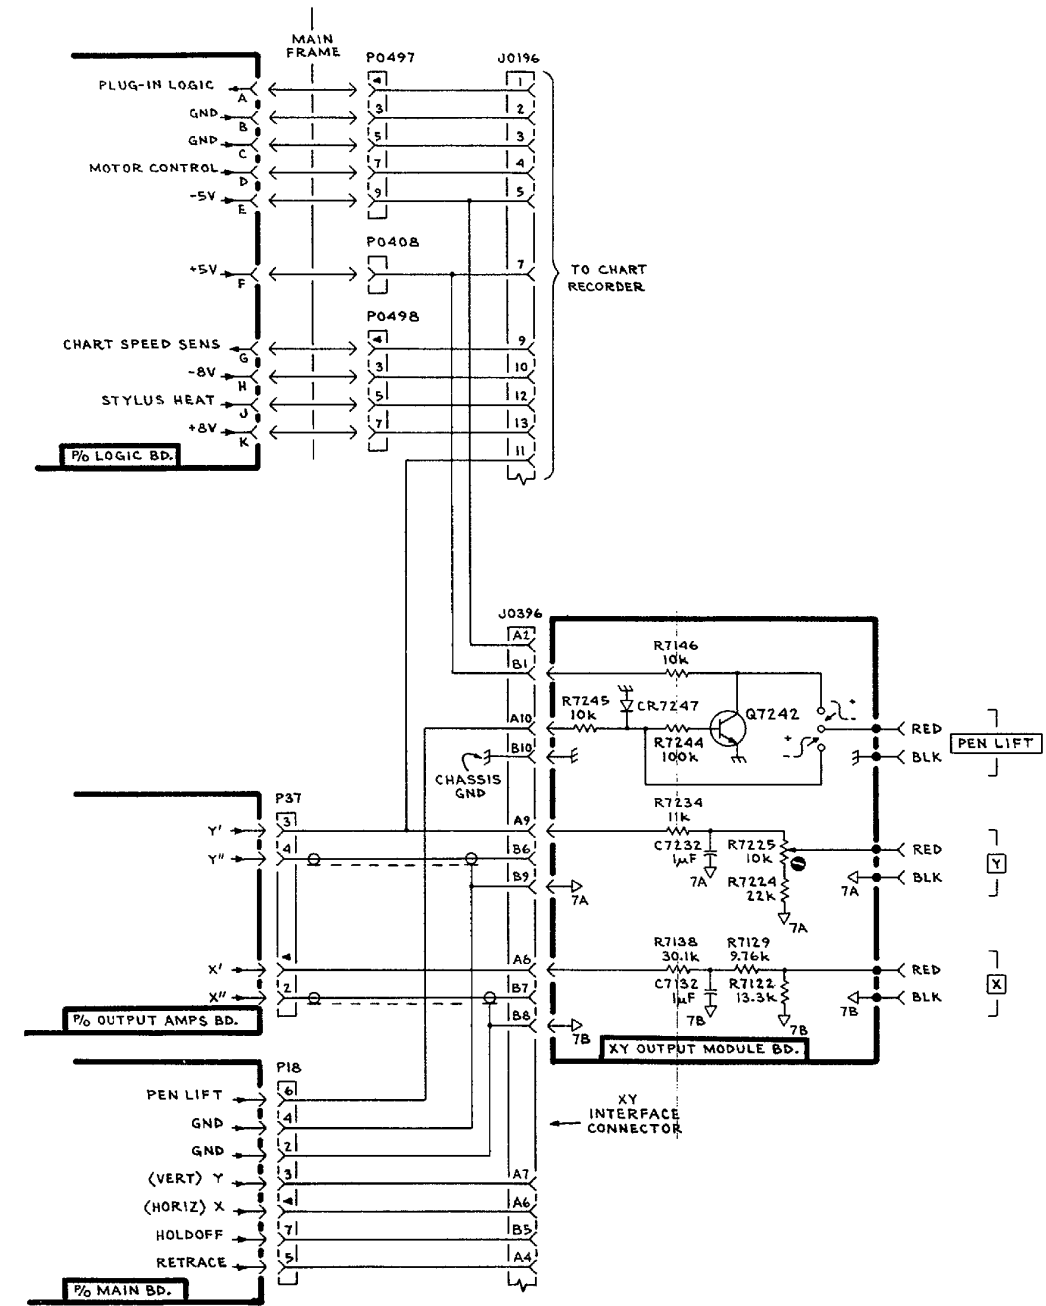 MAIN
FRAME
P0497
J0196
PLUG-IN LOGIC
A
1
GND
B
3
2
GND
C
5
3
MOTOR CONTROL
D
7
4
-5V
E
9
5
P0408
+5V
F
7
TO CHART
RECORDER
P0498
CHART SPEED SENS
G
9
-8V
H
3
10
STYLUS HEAT
J
5
12
+8V
K
7
13
11
P/O LOGIC BD.
J0396
A2
B1
R7146
10k
R7245
10k
CR7247
Q7242
+
-
A10
R7244
100k
+
-
RED
PEN LIFT
B10
BLK
CHASSIS
GND
P37
R7234
11k
Y'
3
A9
Y"
4
B6
C7232
1µF
7A
R7225
10k
RED
Y
B9
7A
R7224
22k
7A
BLK
7A
R7138
30.1k
R7129
9.76k
X'
A6
RED
X"
2
B7
C7132
1µF
7B
R7122
13.3k
7B
BLK
7B
X
B8
7B
P/O OUTPUT AMPS BD.
XY OUTPUT MODULE BD.
P18
PEN LIFT
6
GND
4
XY
INTERFACE
CONNECTOR
GND
2
(VERT) Y
3
A7
(HORIZ) X
A6
HOLDOFF
7
B5
RETRACE
5
A4
P/O MAIN BD.